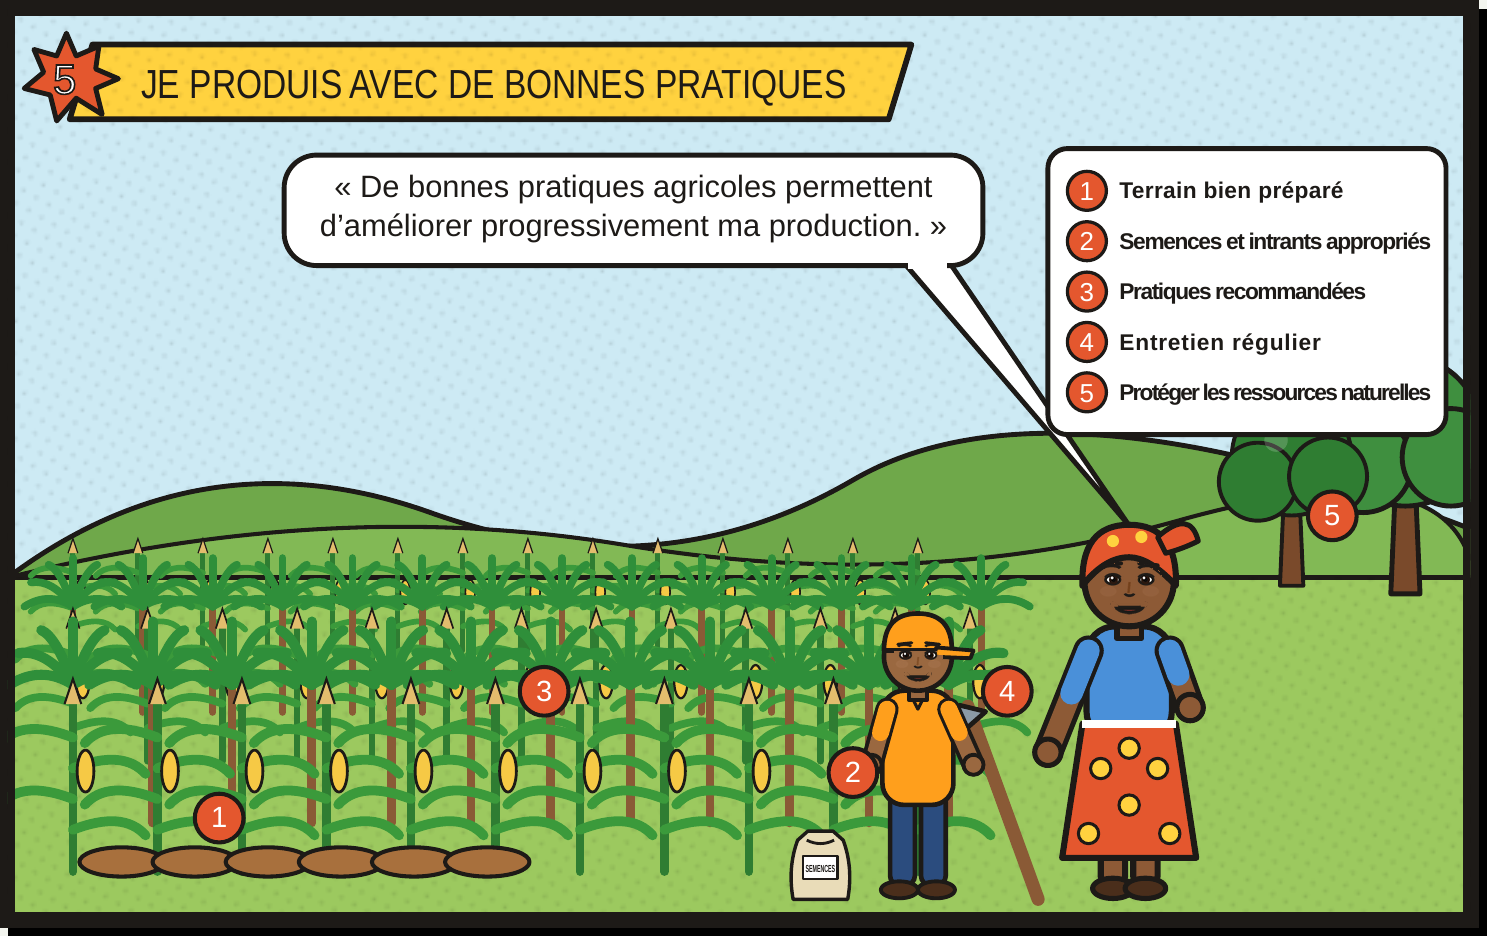 5
JE PRODUIS AVEC DE BONNES PRATIQUES
« De bonnes pratiques agricoles permettent
d’améliorer progressivement ma production. »
1 Terrain bien préparé
2 Semences et intrants appropriés
3 Pratiques recommandées
4 Entretien régulier
5 Protéger les ressources naturelles
5
3
4
2
1
SEMENCES